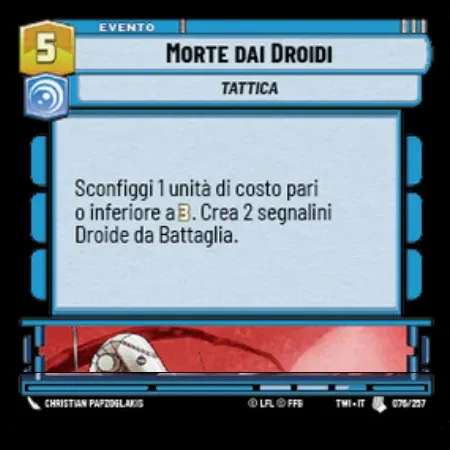 EVENTO
5
MORTE DAI DROIDI
TATTICA
Sconfiggi 1 unità di costo pari
o inferiore a 3. Crea 2 segnalini
Droide da Battaglia.
CHRISTIAN PAPZOGLAKIS © LFL © FFG TWI • IT 076/257